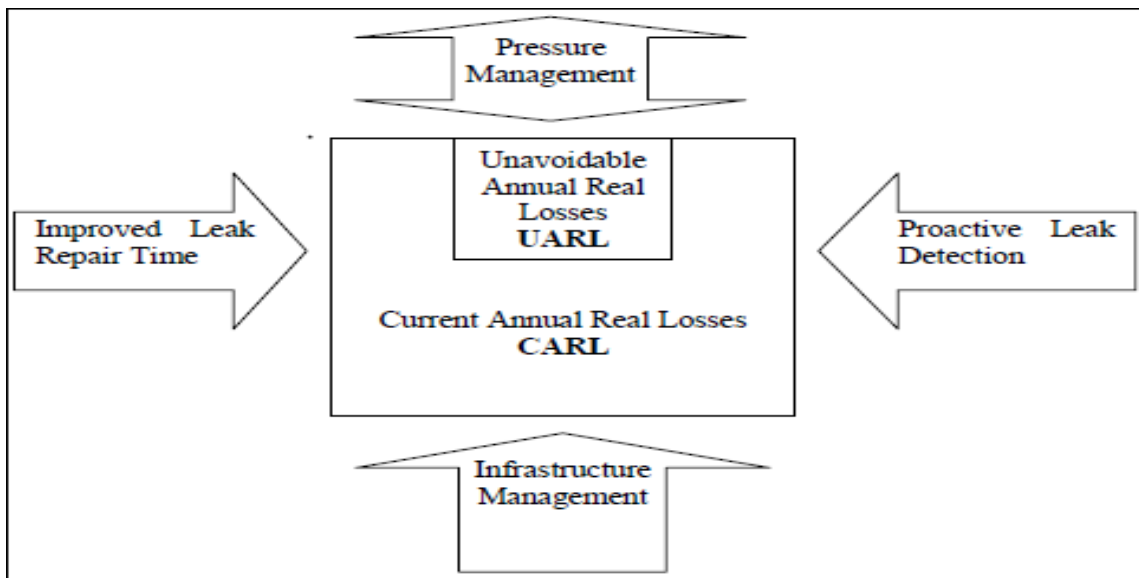 Pressure
Management
Unavoidable
Annual Real
Losses
UARL
Improved Leak
Repair Time
Proactive Leak
Detection
Current Annual Real Losses
CARL
Infrastructure
Management